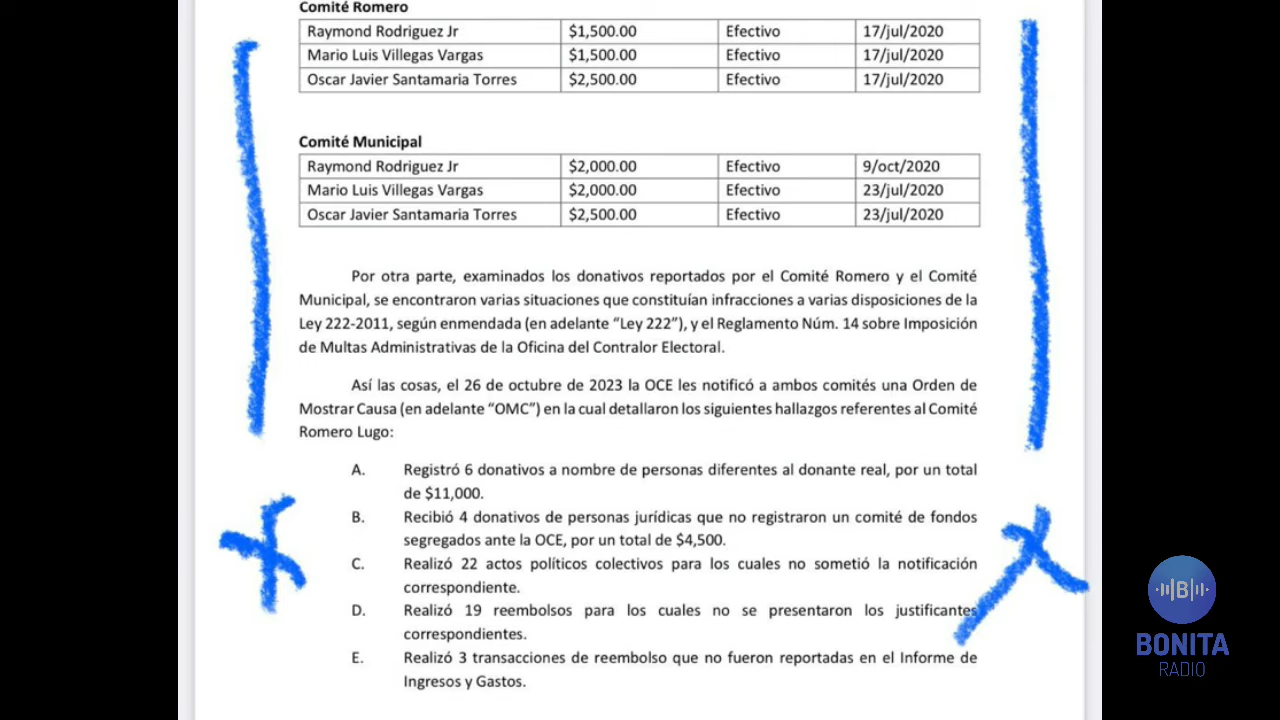 Comité Romero
Raymond Rodriguez Jr $1,500.00 Efectivo 17/jul/2020
Mario Luis Villegas Vargas $1,500.00 Efectivo 17/jul/2020
Oscar Javier Santamaria Torres $2,500.00 Efectivo 17/jul/2020
Comité Municipal
Raymond Rodriguez Jr $2,000.00 Efectivo 9/oct/2020
Mario Luis Villegas Vargas $2,000.00 Efectivo 23/jul/2020
Oscar Javier Santamaria Torres $2,500.00 Efectivo 23/jul/2020
Por otra parte, examinados los donativos reportados por el Comité Romero y el Comité
Municipal, se encontraron varias situaciones que constituían infracciones a varias disposiciones de la
Ley 222-2011, según enmendada (en adelante “Ley 222”), y el Reglamento Núm. 14 sobre Imposición
de Multas Administrativas de la Oficina del Contralor Electoral.
Así las cosas, el 26 de octubre de 2023 la OCE les notificó a ambos comités una Orden de
Mostrar Causa (en adelante “OMC”) en la cual detallaron los siguientes hallazgos referentes al Comité
Romero Lugo:
A. Registró 6 donativos a nombre de personas diferentes al donante real, por un total
de $11,000.
B. Recibió 4 donativos de personas jurídicas que no registraron un comité de fondos
segregados ante la OCE, por un total de $4,500.
C. Realizó 22 actos políticos colectivos para los cuales no sometió la notificación
correspondiente.
D. Realizó 19 reembolsos para los cuales no se presentaron los justificantes
correspondientes.
E. Realizó 3 transacciones de reembolso que no fueron reportadas en el Informe de
Ingresos y Gastos.
B
BONITA
RADIO